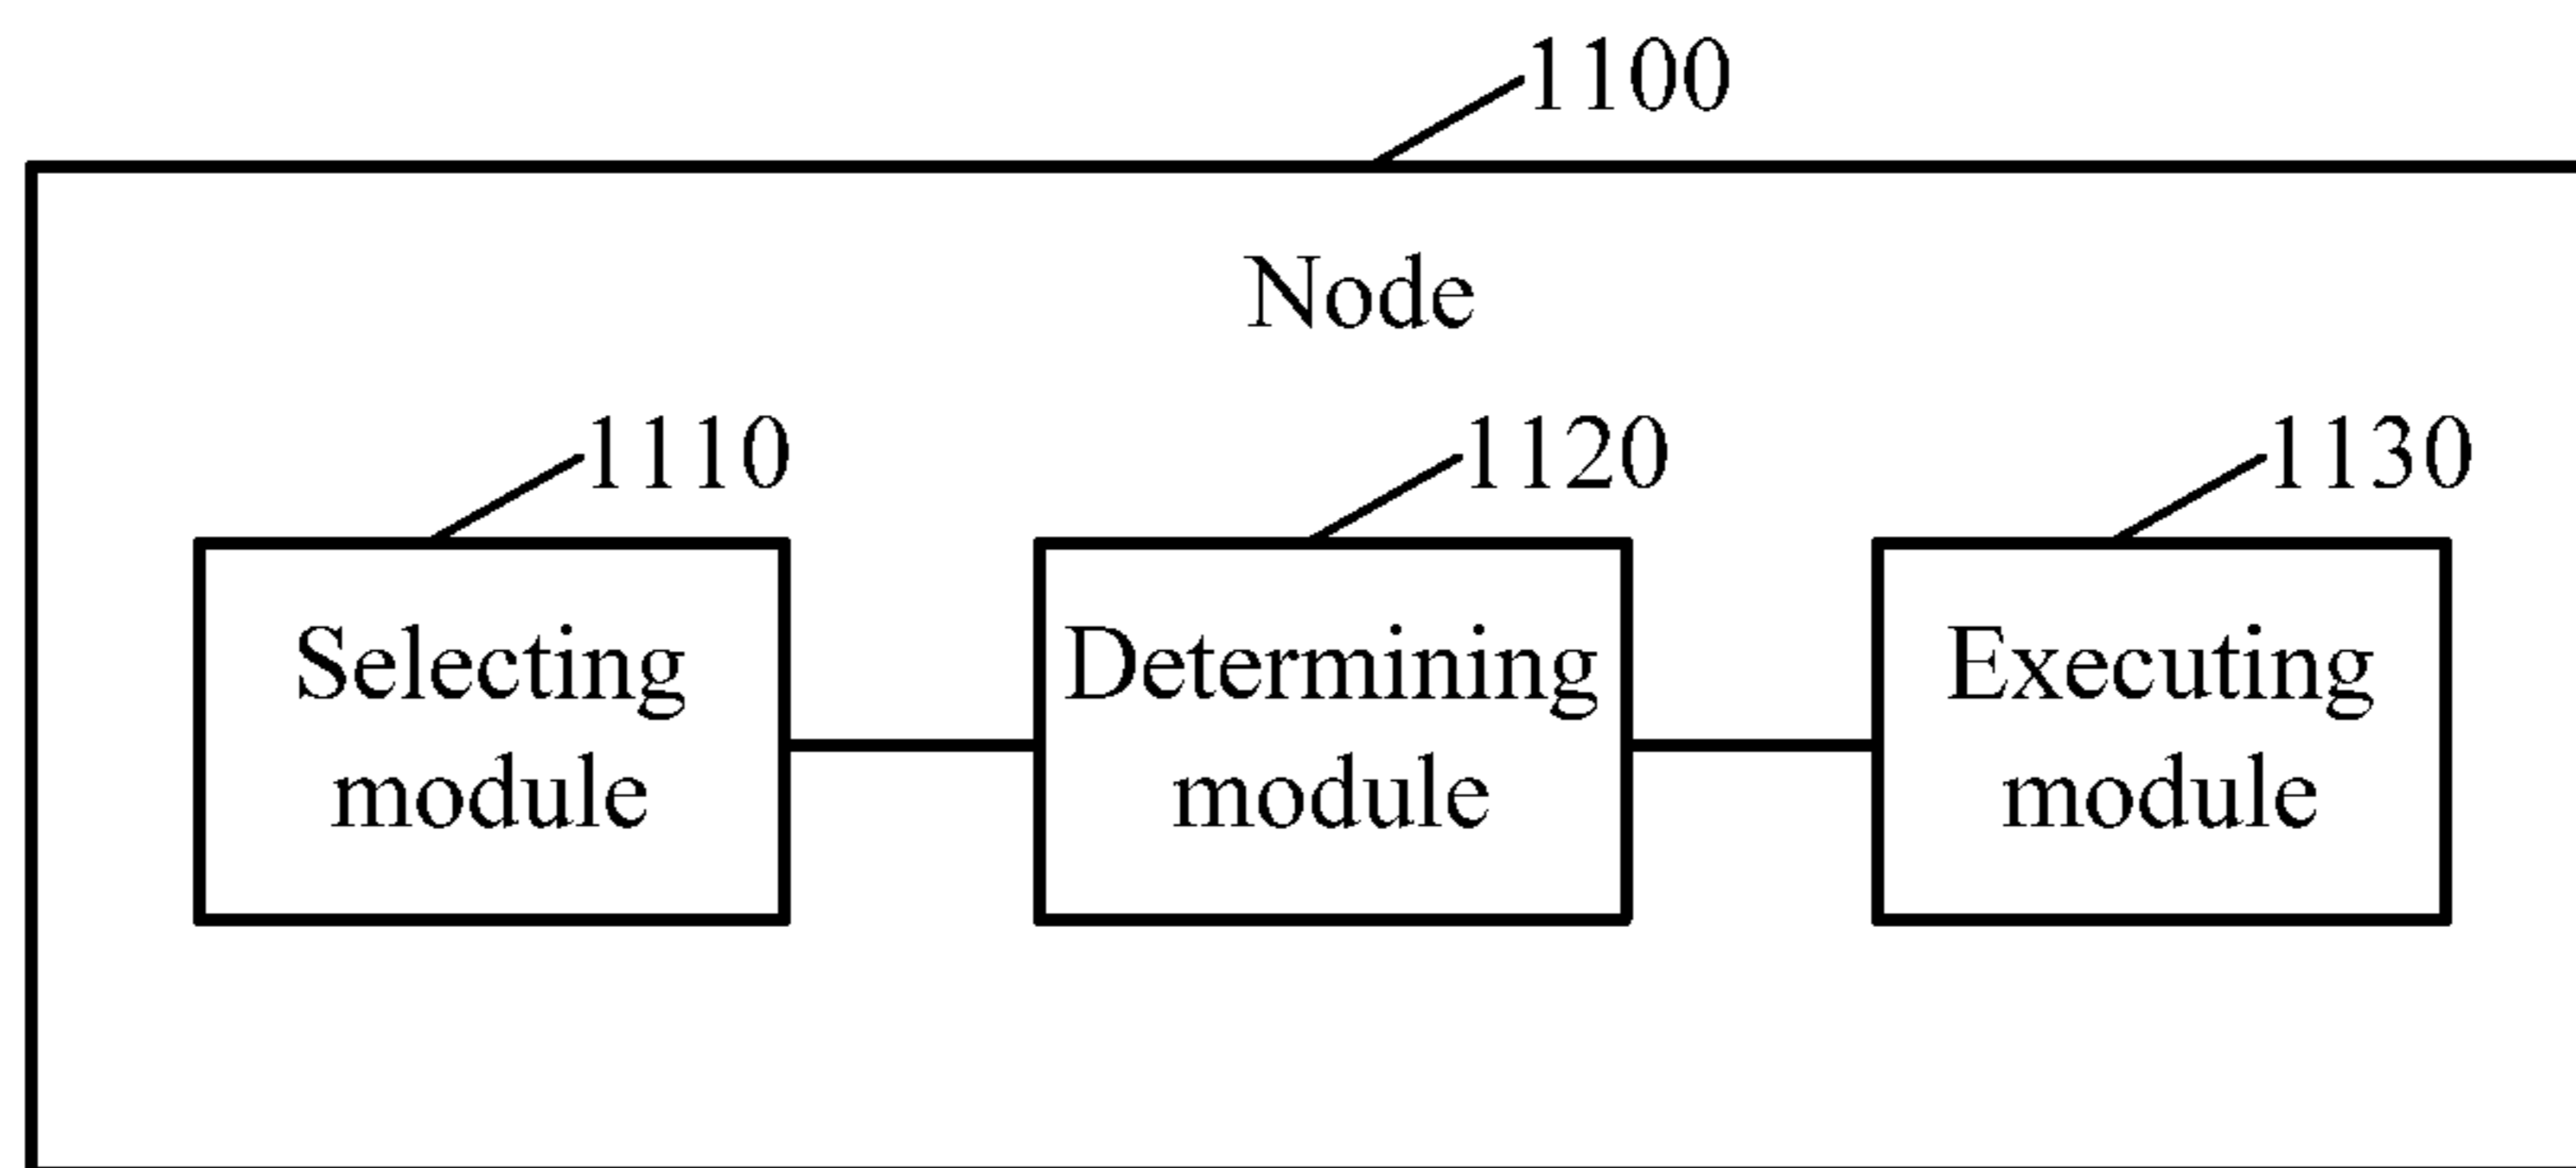 1100
Node
1110 1120 1130
Selecting Determining Executing
module module module